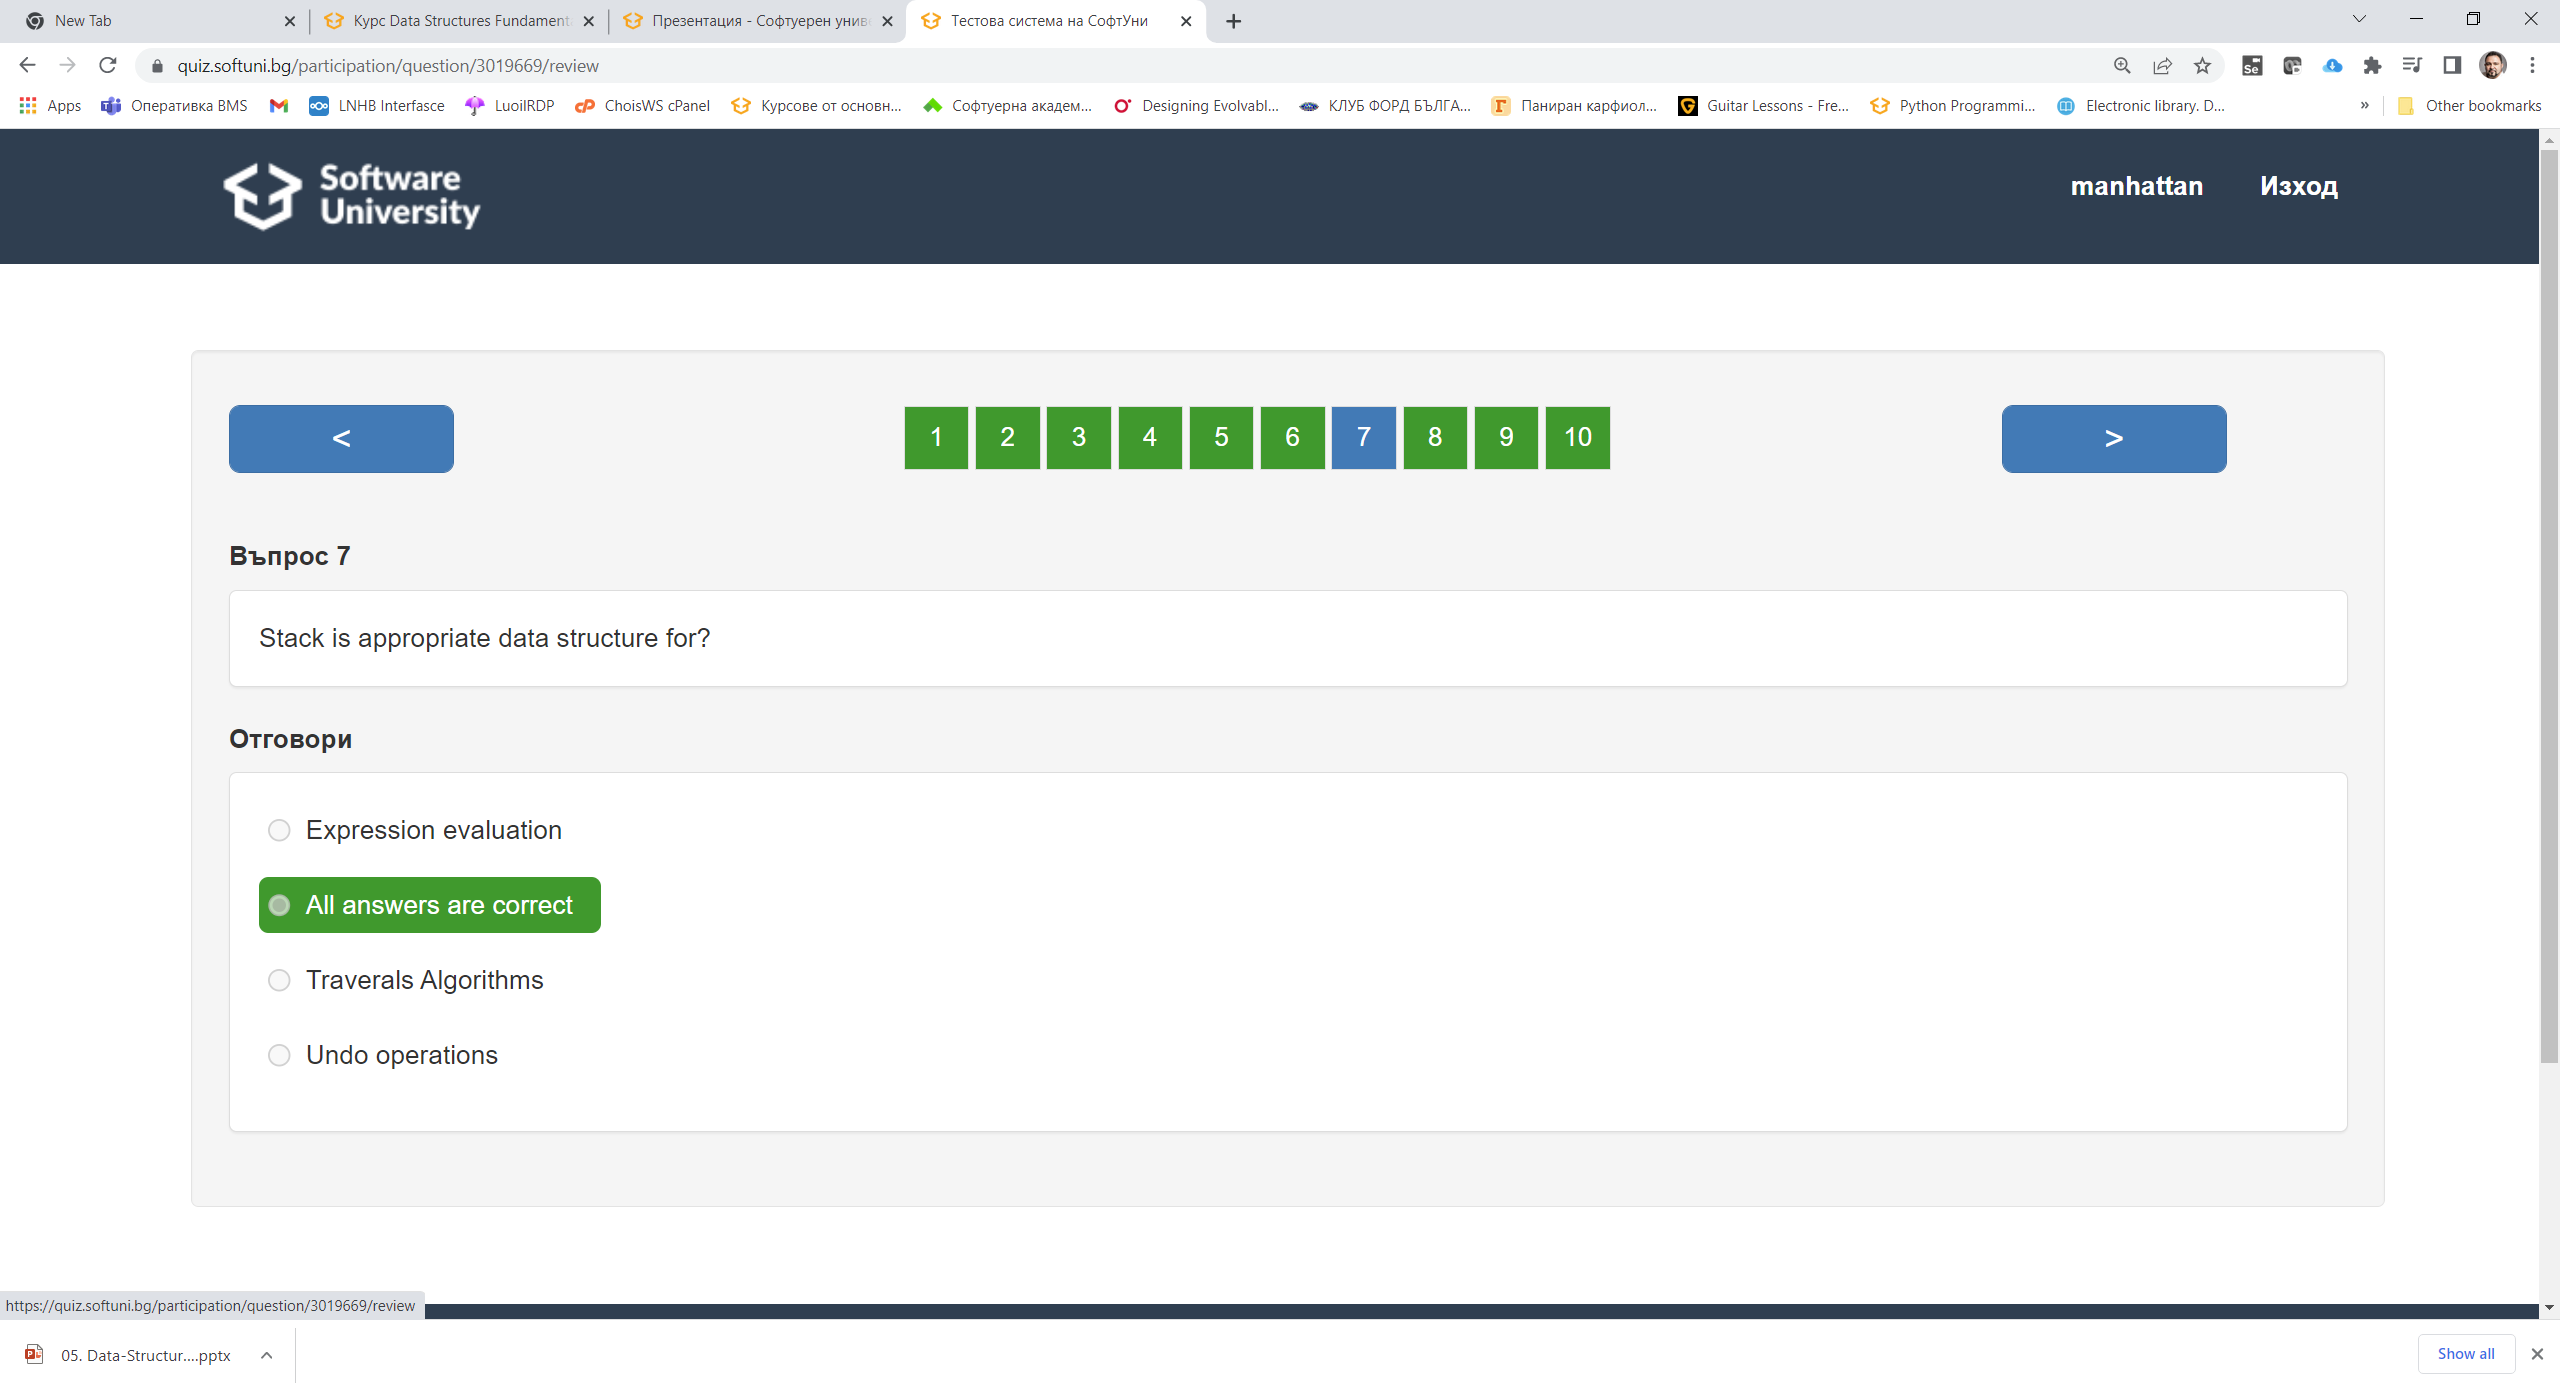 New Tab
Курс Data Structures Fundament
Презентация - Софтуерен униве
Тестова система на СофтУни
quiz.softuni.bg/participation/question/3019669/review
Apps
Оперативка BMS
LNHB Interfasce
LuoilRDP
ChoisWS cPanel
Курсове от основн...
Софтуерна академ...
Designing Evolvabl...
КЛУБ ФОРД БЪЛГА...
Паниран карфиол...
Guitar Lessons - Fre...
Python Programmi...
Electronic library. D...
»
Other bookmarks
Software
University
manhattan
Изход
<
1
2
3
4
5
6
7
8
9
10
>
Въпрос 7
Stack is appropriate data structure for?
Отговори
Expression evaluation
All answers are correct
Traverals Algorithms
Undo operations
https://quiz.softuni.bg/participation/question/3019669/review
05. Data-Structur....pptx
Show all